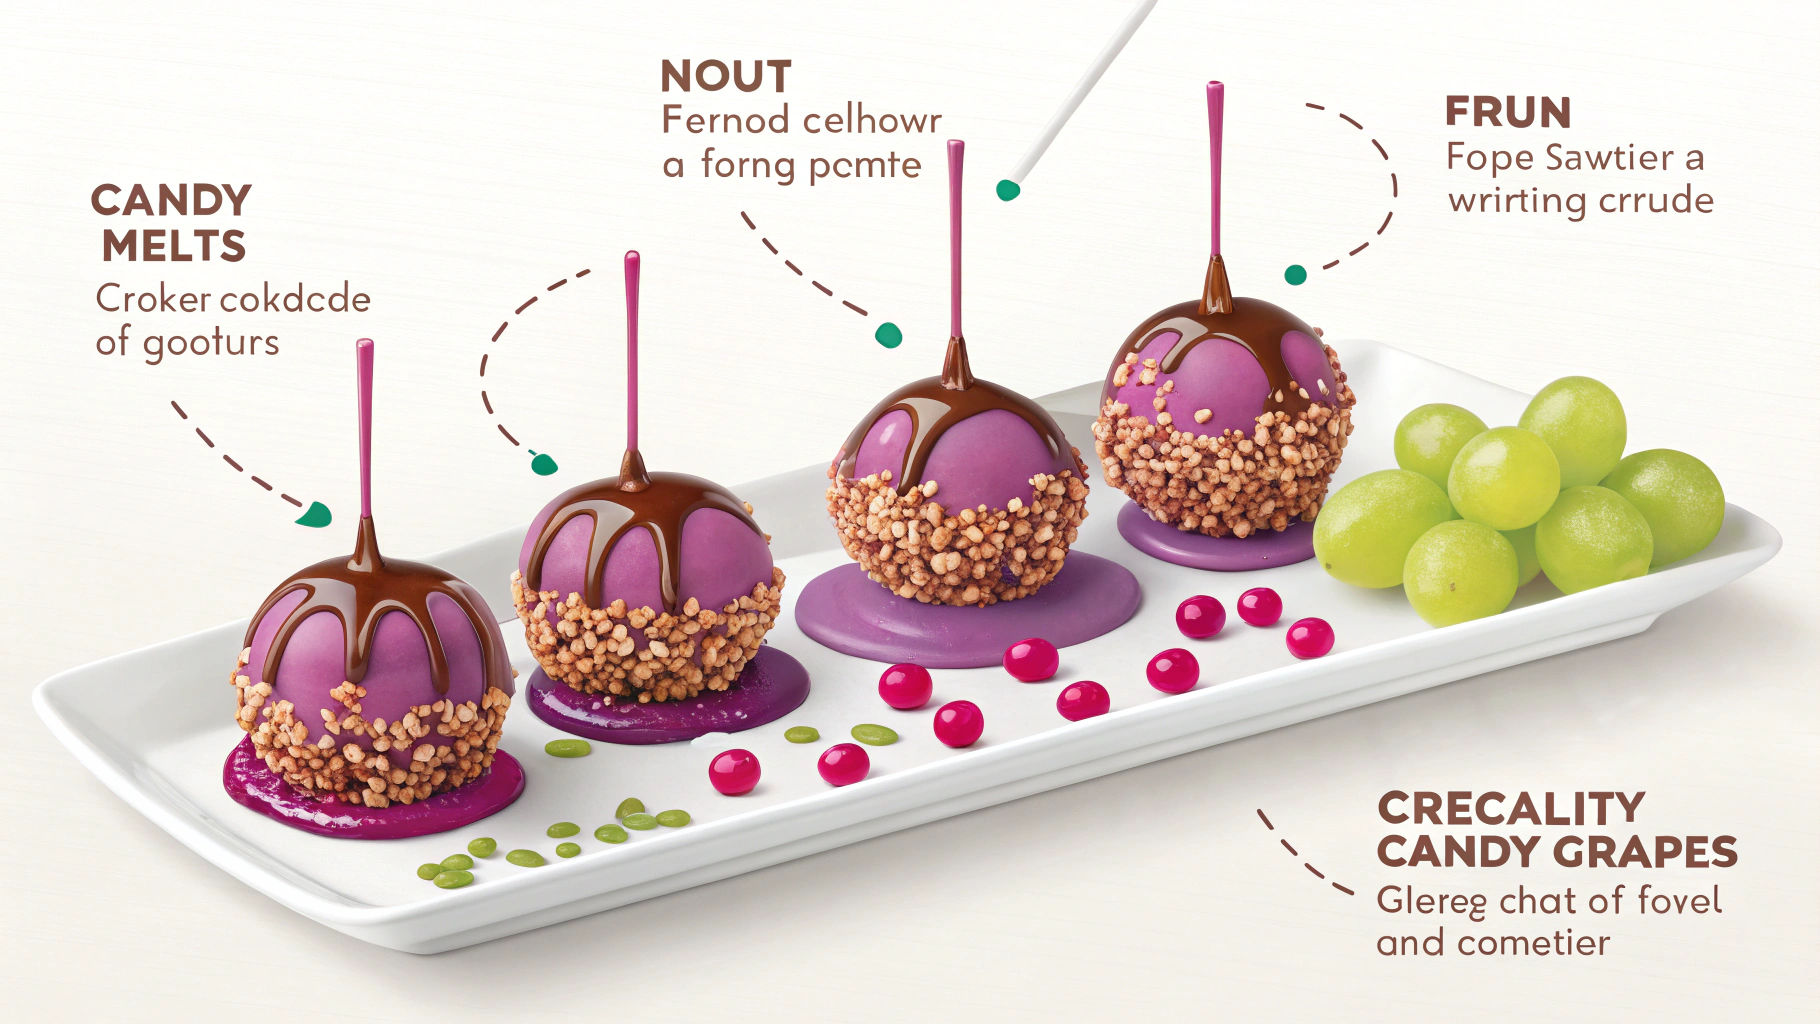 CANDY
MELTS
Croker cokdcde
of gooturs
NOUT
Fernod celhowr
a forng pcmte
FRUN
Fope Sawtier a
wrirting crrude
CRECALITY
CANDY GRAPES
Glereg chat of fovel
and cometier